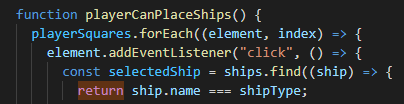 function playerCanPlaceShips() {
playerSquares.forEach((element, index) => {
element.addEventListener("click", () => {
const selectedShip = ships.find((ship) => {
return ship.name === shipType;